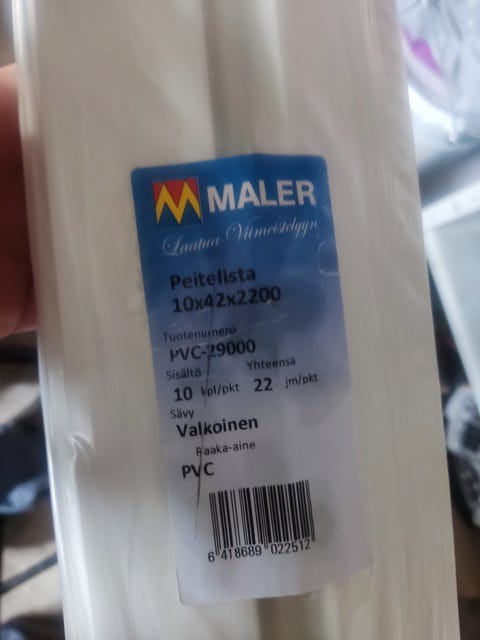 MALER
Laatua Viimeistelyyn
Peitelista
10x42x2200
Tuotenumero
PVC-29000
Sisältö Yhteensä
10 kpl/pkt 22 jm/pkt
Sävy
Valkoinen
Raaka-aine
PVC
6 418689 022512